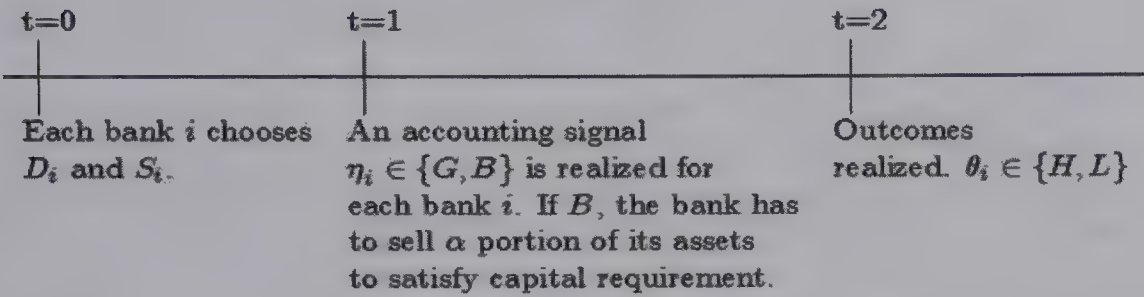 t=0
t=1
t=2
Each bank i chooses
D_i and S_i.
An accounting signal
η_i ∈ {G,B} is realized for
each bank i. If B, the bank has
to sell α portion of its assets
to satisfy capital requirement.
Outcomes
realized. θ_i ∈ {H, L}